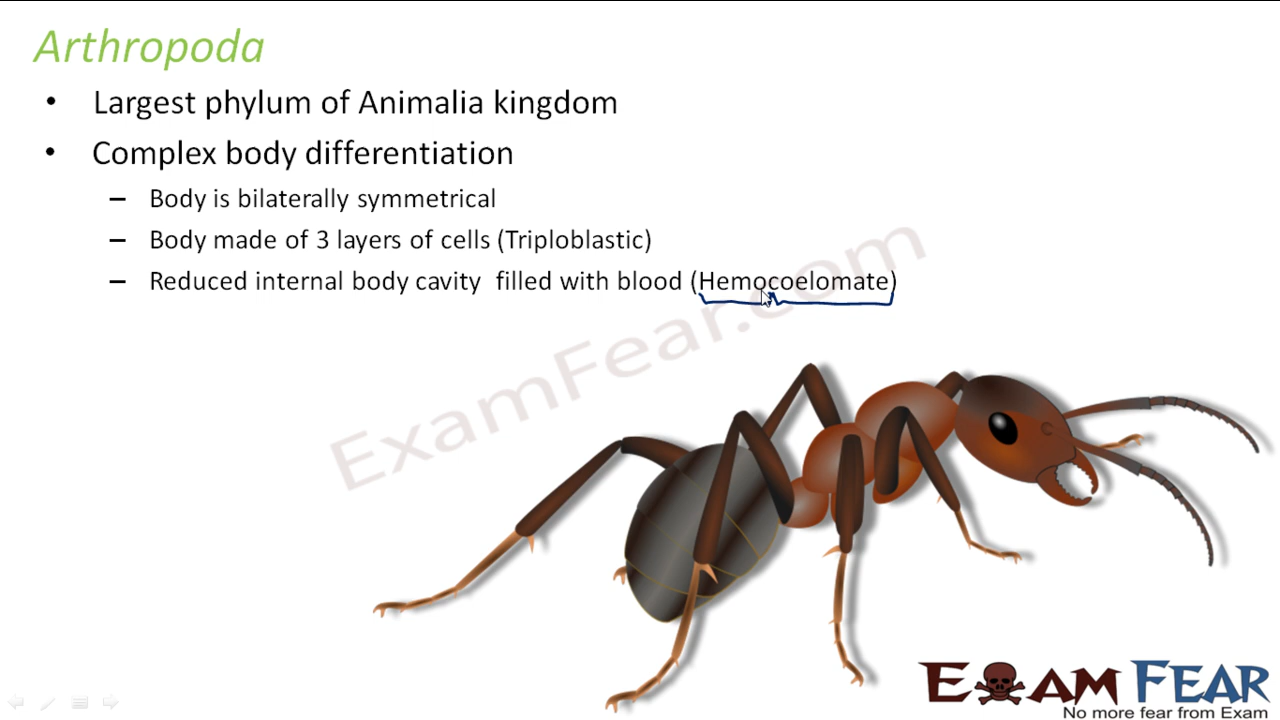 Arthropoda
• Largest phylum of Animalia kingdom
• Complex body differentiation
– Body is bilaterally symmetrical
– Body made of 3 layers of cells (Triploblastic)
– Reduced internal body cavity filled with blood (Hemocoelomate)
ExamFear.com
EXAM FEAR
No more fear from Exam